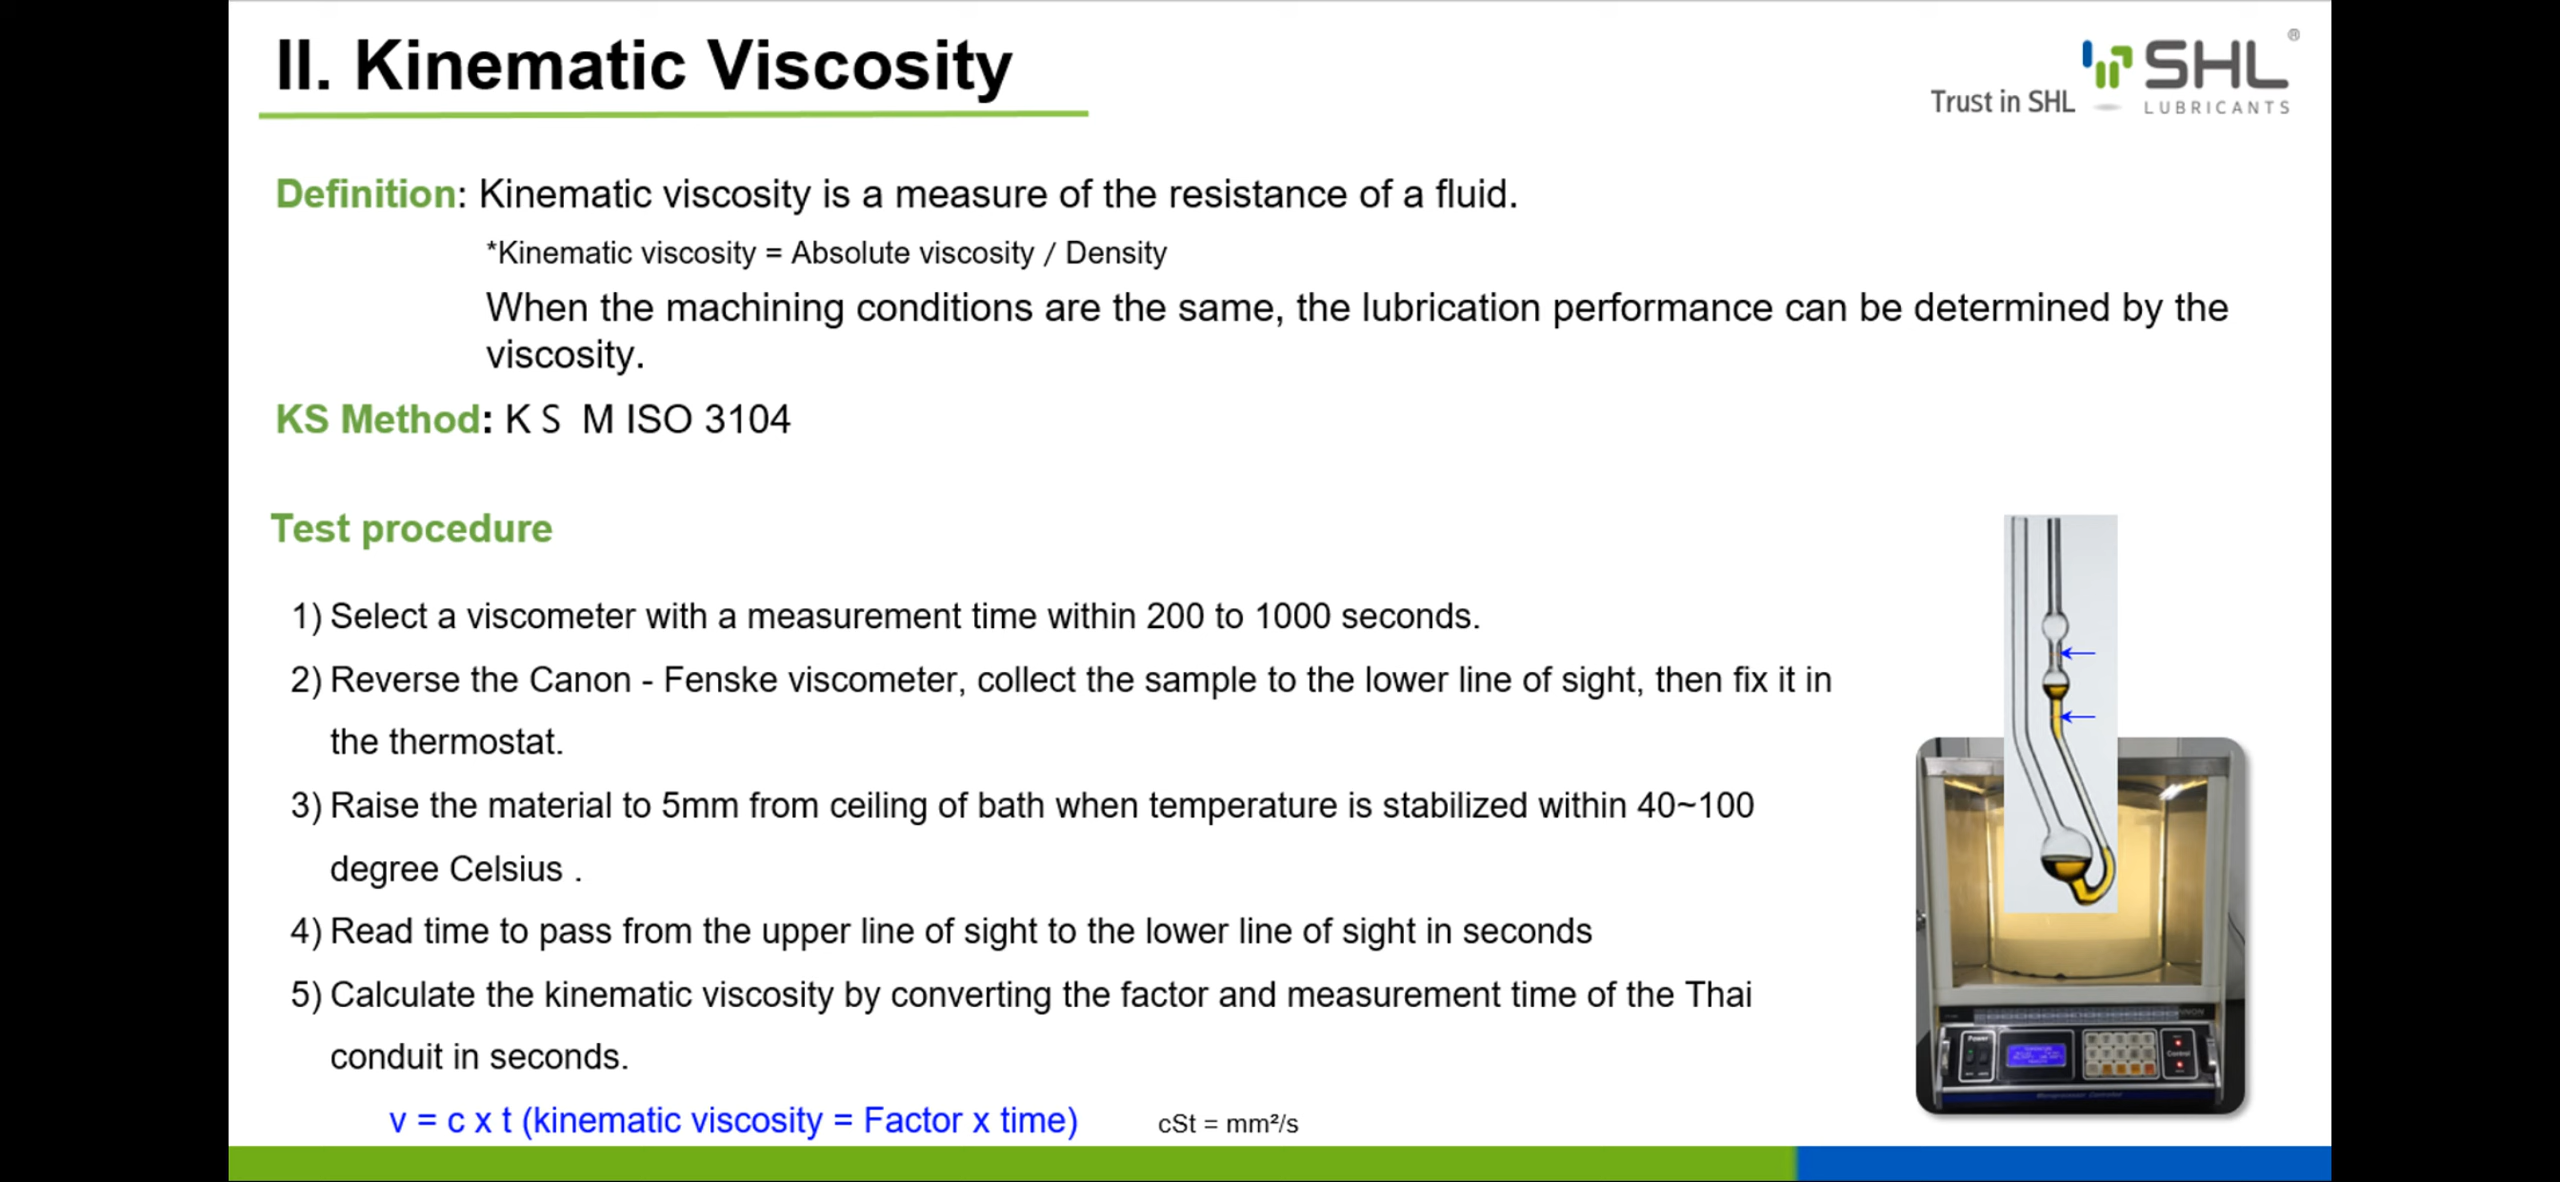 II. Kinematic Viscosity
Trust in SHL
SHL®
LUBRICANTS
Definition: Kinematic viscosity is a measure of the resistance of a fluid.
*Kinematic viscosity = Absolute viscosity / Density
When the machining conditions are the same, the lubrication performance can be determined by the
viscosity.
KS Method: K S M ISO 3104
Test procedure
1) Select a viscometer with a measurement time within 200 to 1000 seconds.
2) Reverse the Canon - Fenske viscometer, collect the sample to the lower line of sight, then fix it in
the thermostat.
3) Raise the material to 5mm from ceiling of bath when temperature is stabilized within 40~100
degree Celsius .
4) Read time to pass from the upper line of sight to the lower line of sight in seconds
5) Calculate the kinematic viscosity by converting the factor and measurement time of the Thai
conduit in seconds.
v = c x t (kinematic viscosity = Factor x time)
cSt = mm²/s
Power
Control